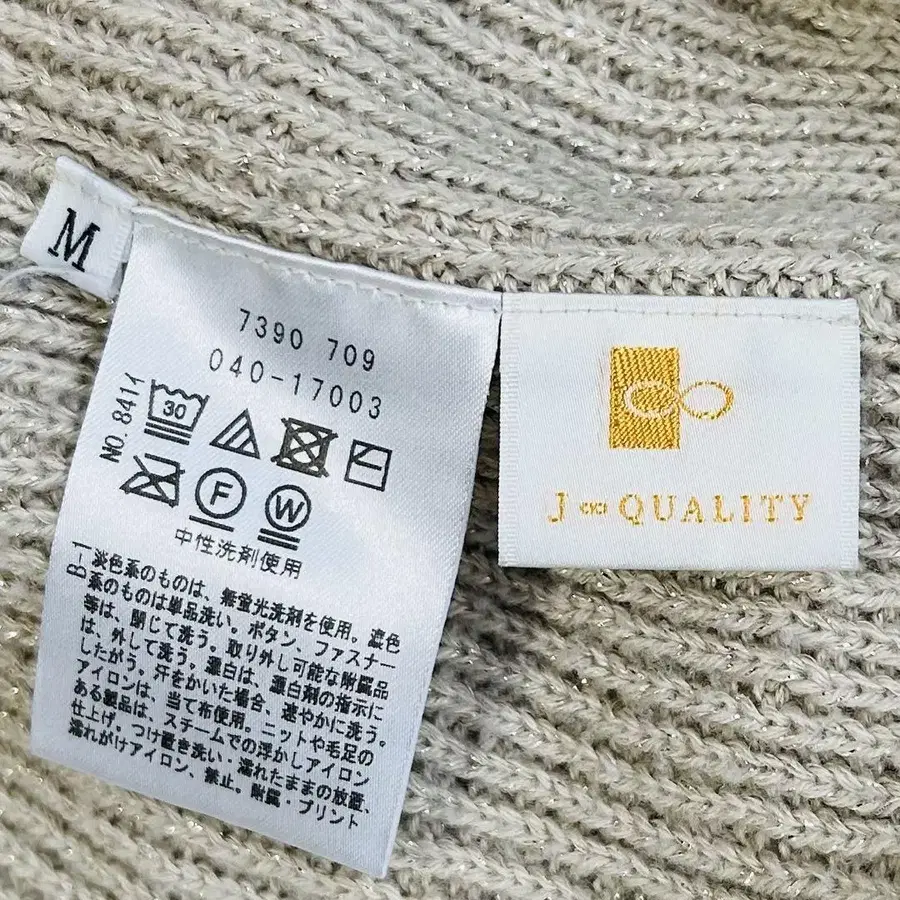 M
7390 709
040-17003
NO. 841イ
30
F W
中性洗剤使用
B-1
淡色系のものは、無蛍光洗剤を使用。濃色
系のものは単品洗い。ボタン、ファスナー
等は、閉じて洗う。取り外し可能な附属品
は、外して洗う。漂白は、漂白剤の指示に
したがう。汗をかいた場合、速やかに洗う。
アイロンは、当て布使用。ニットや毛足の
ある製品は、スチームでの浮かしアイロン
仕上げ。つけ置き洗い・濡れたままの放置、
濡れがけアイロン、禁止。附属・プリント
J∞QUALITY